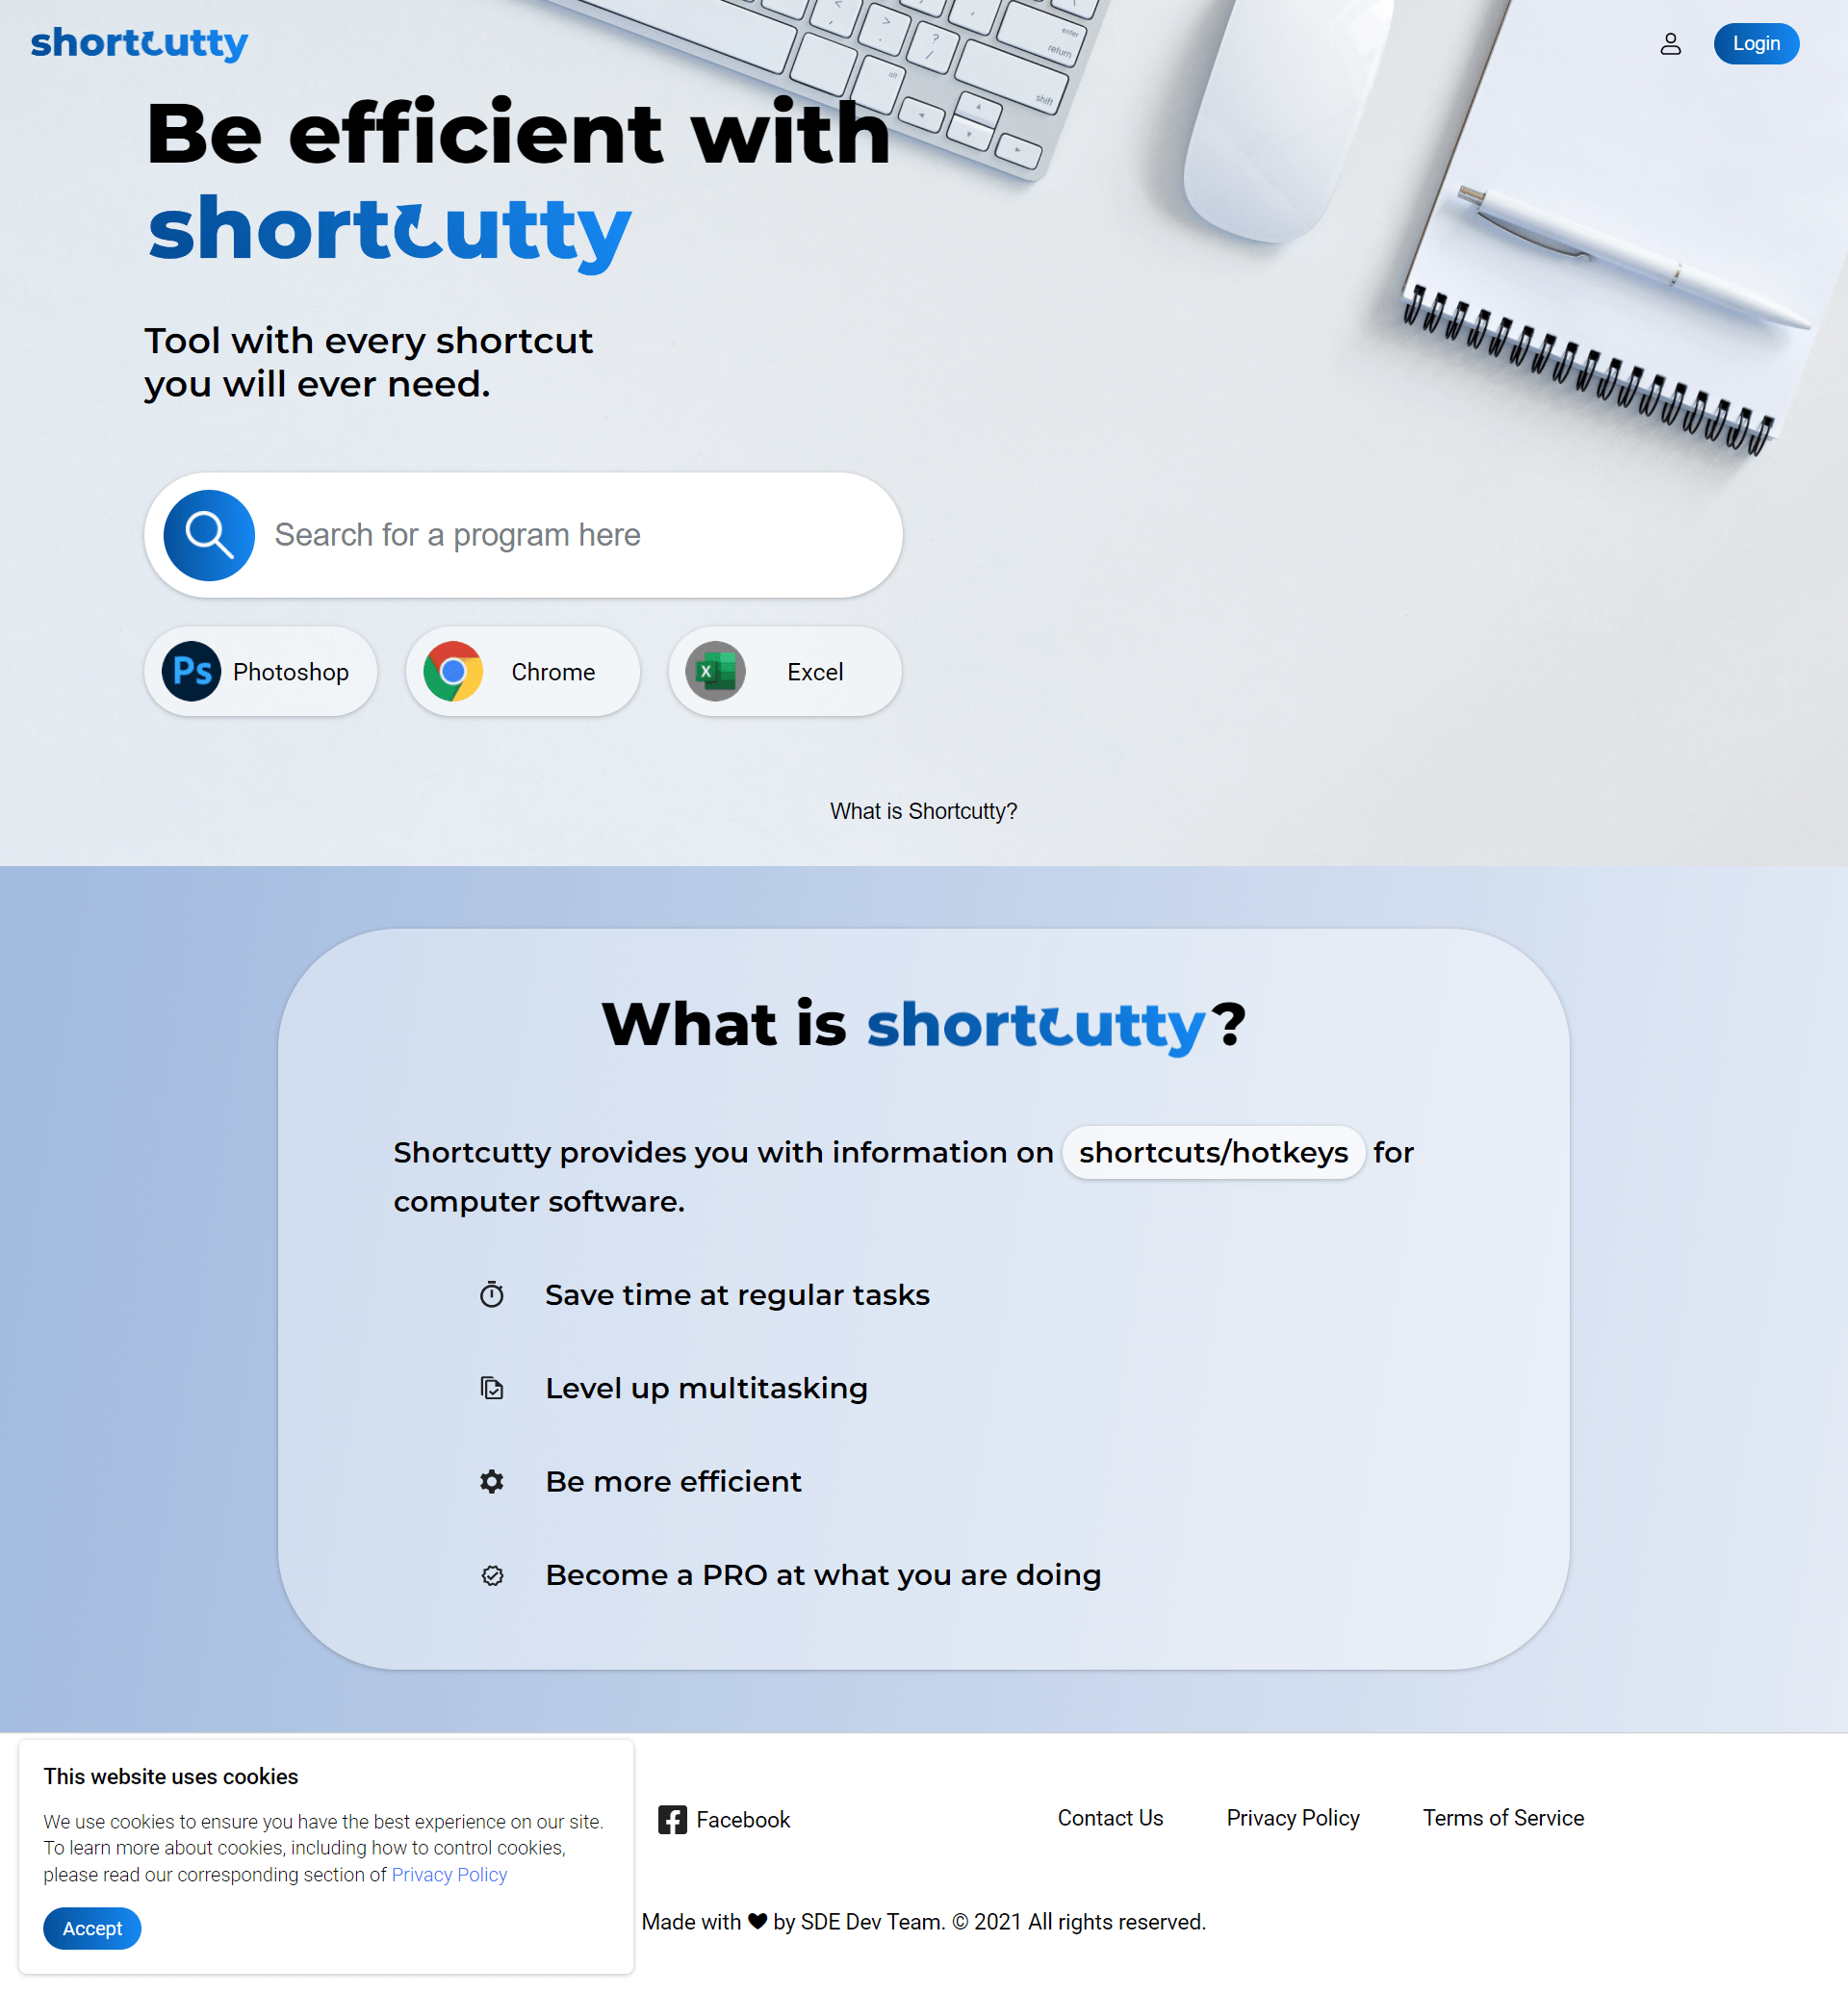 shortcutty
Login
enter
return
shift
alt
Be efficient with
shortcutty
Tool with every shortcut
you will ever need.
Search for a program here
Ps Photoshop
Chrome
X Excel
What is Shortcutty?
What is shortcutty?
Shortcutty provides you with information on shortcuts/hotkeys for
computer software.
Save time at regular tasks
Level up multitasking
Be more efficient
Become a PRO at what you are doing
This website uses cookies
We use cookies to ensure you have the best experience on our site.
To learn more about cookies, including how to control cookies,
please read our corresponding section of Privacy Policy
Accept
Facebook
Contact Us
Privacy Policy
Terms of Service
Made with ♥ by SDE Dev Team. © 2021 All rights reserved.